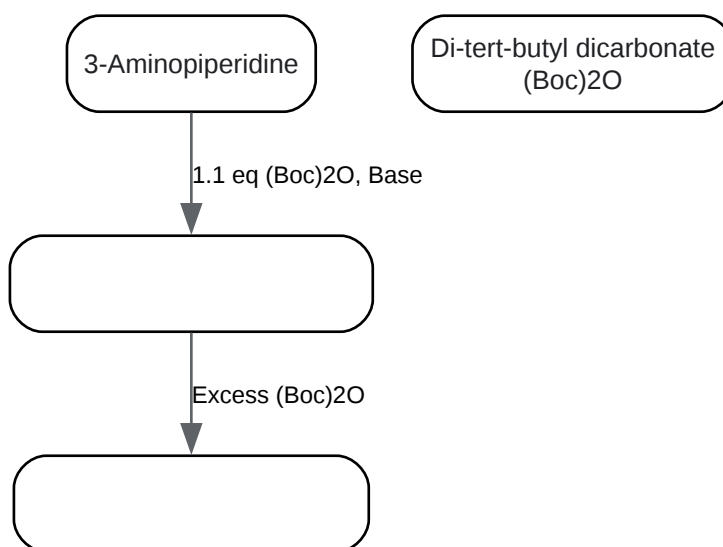 3-Aminopiperidine
Di-tert-butyl dicarbonate
(Boc)2O
1.1 eq (Boc)2O, Base
Excess (Boc)2O